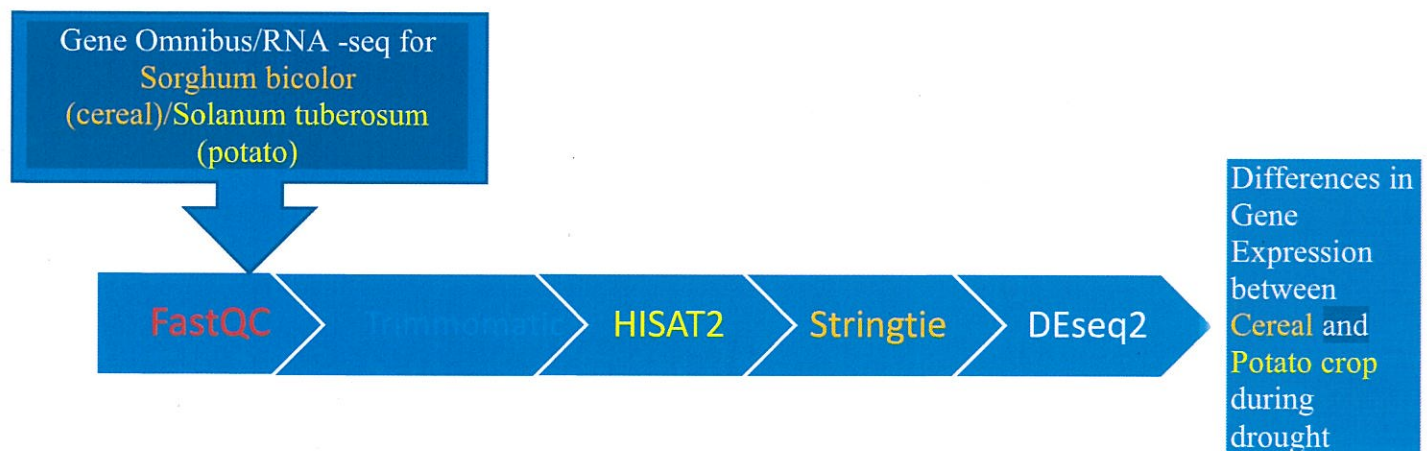 Gene Omnibus/RNA -seq for
Sorghum bicolor
(cereal)/Solanum tuberosum
(potato)
FastQC
Trimmomatic
HISAT2
Stringtie
DEseq2
Differences in
Gene
Expression
between
Cereal and
Potato crop
during
drought